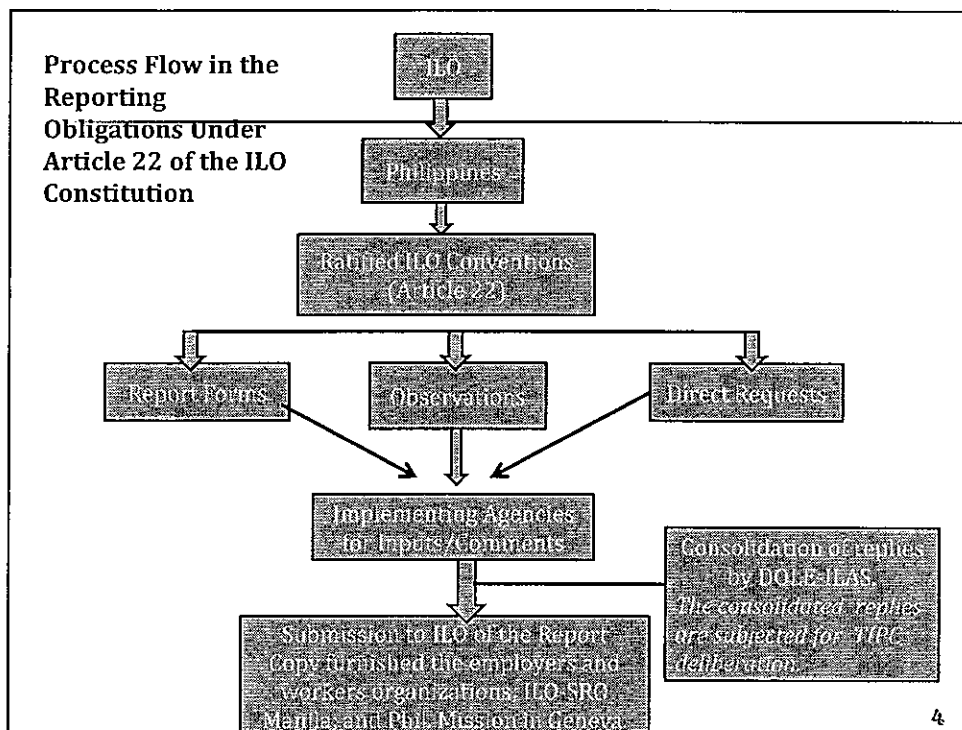 Process Flow in the
Reporting
Obligations Under
Article 22 of the ILO
Constitution
ILO
Philippines
Ratified ILO Conventions
(Article 22)
Report Forms
Observations
Direct Requests
Implementing Agencies
for Inputs/Comments
Consolidation of replies
by DOLE-ILAS.
The consolidated replies
are subjected for TIPC
deliberation.
Submission to ILO of the Report
Copy furnished the employers and
workers organizations, ILO-SRO
Manila, and Phil. Mission in Geneva
4